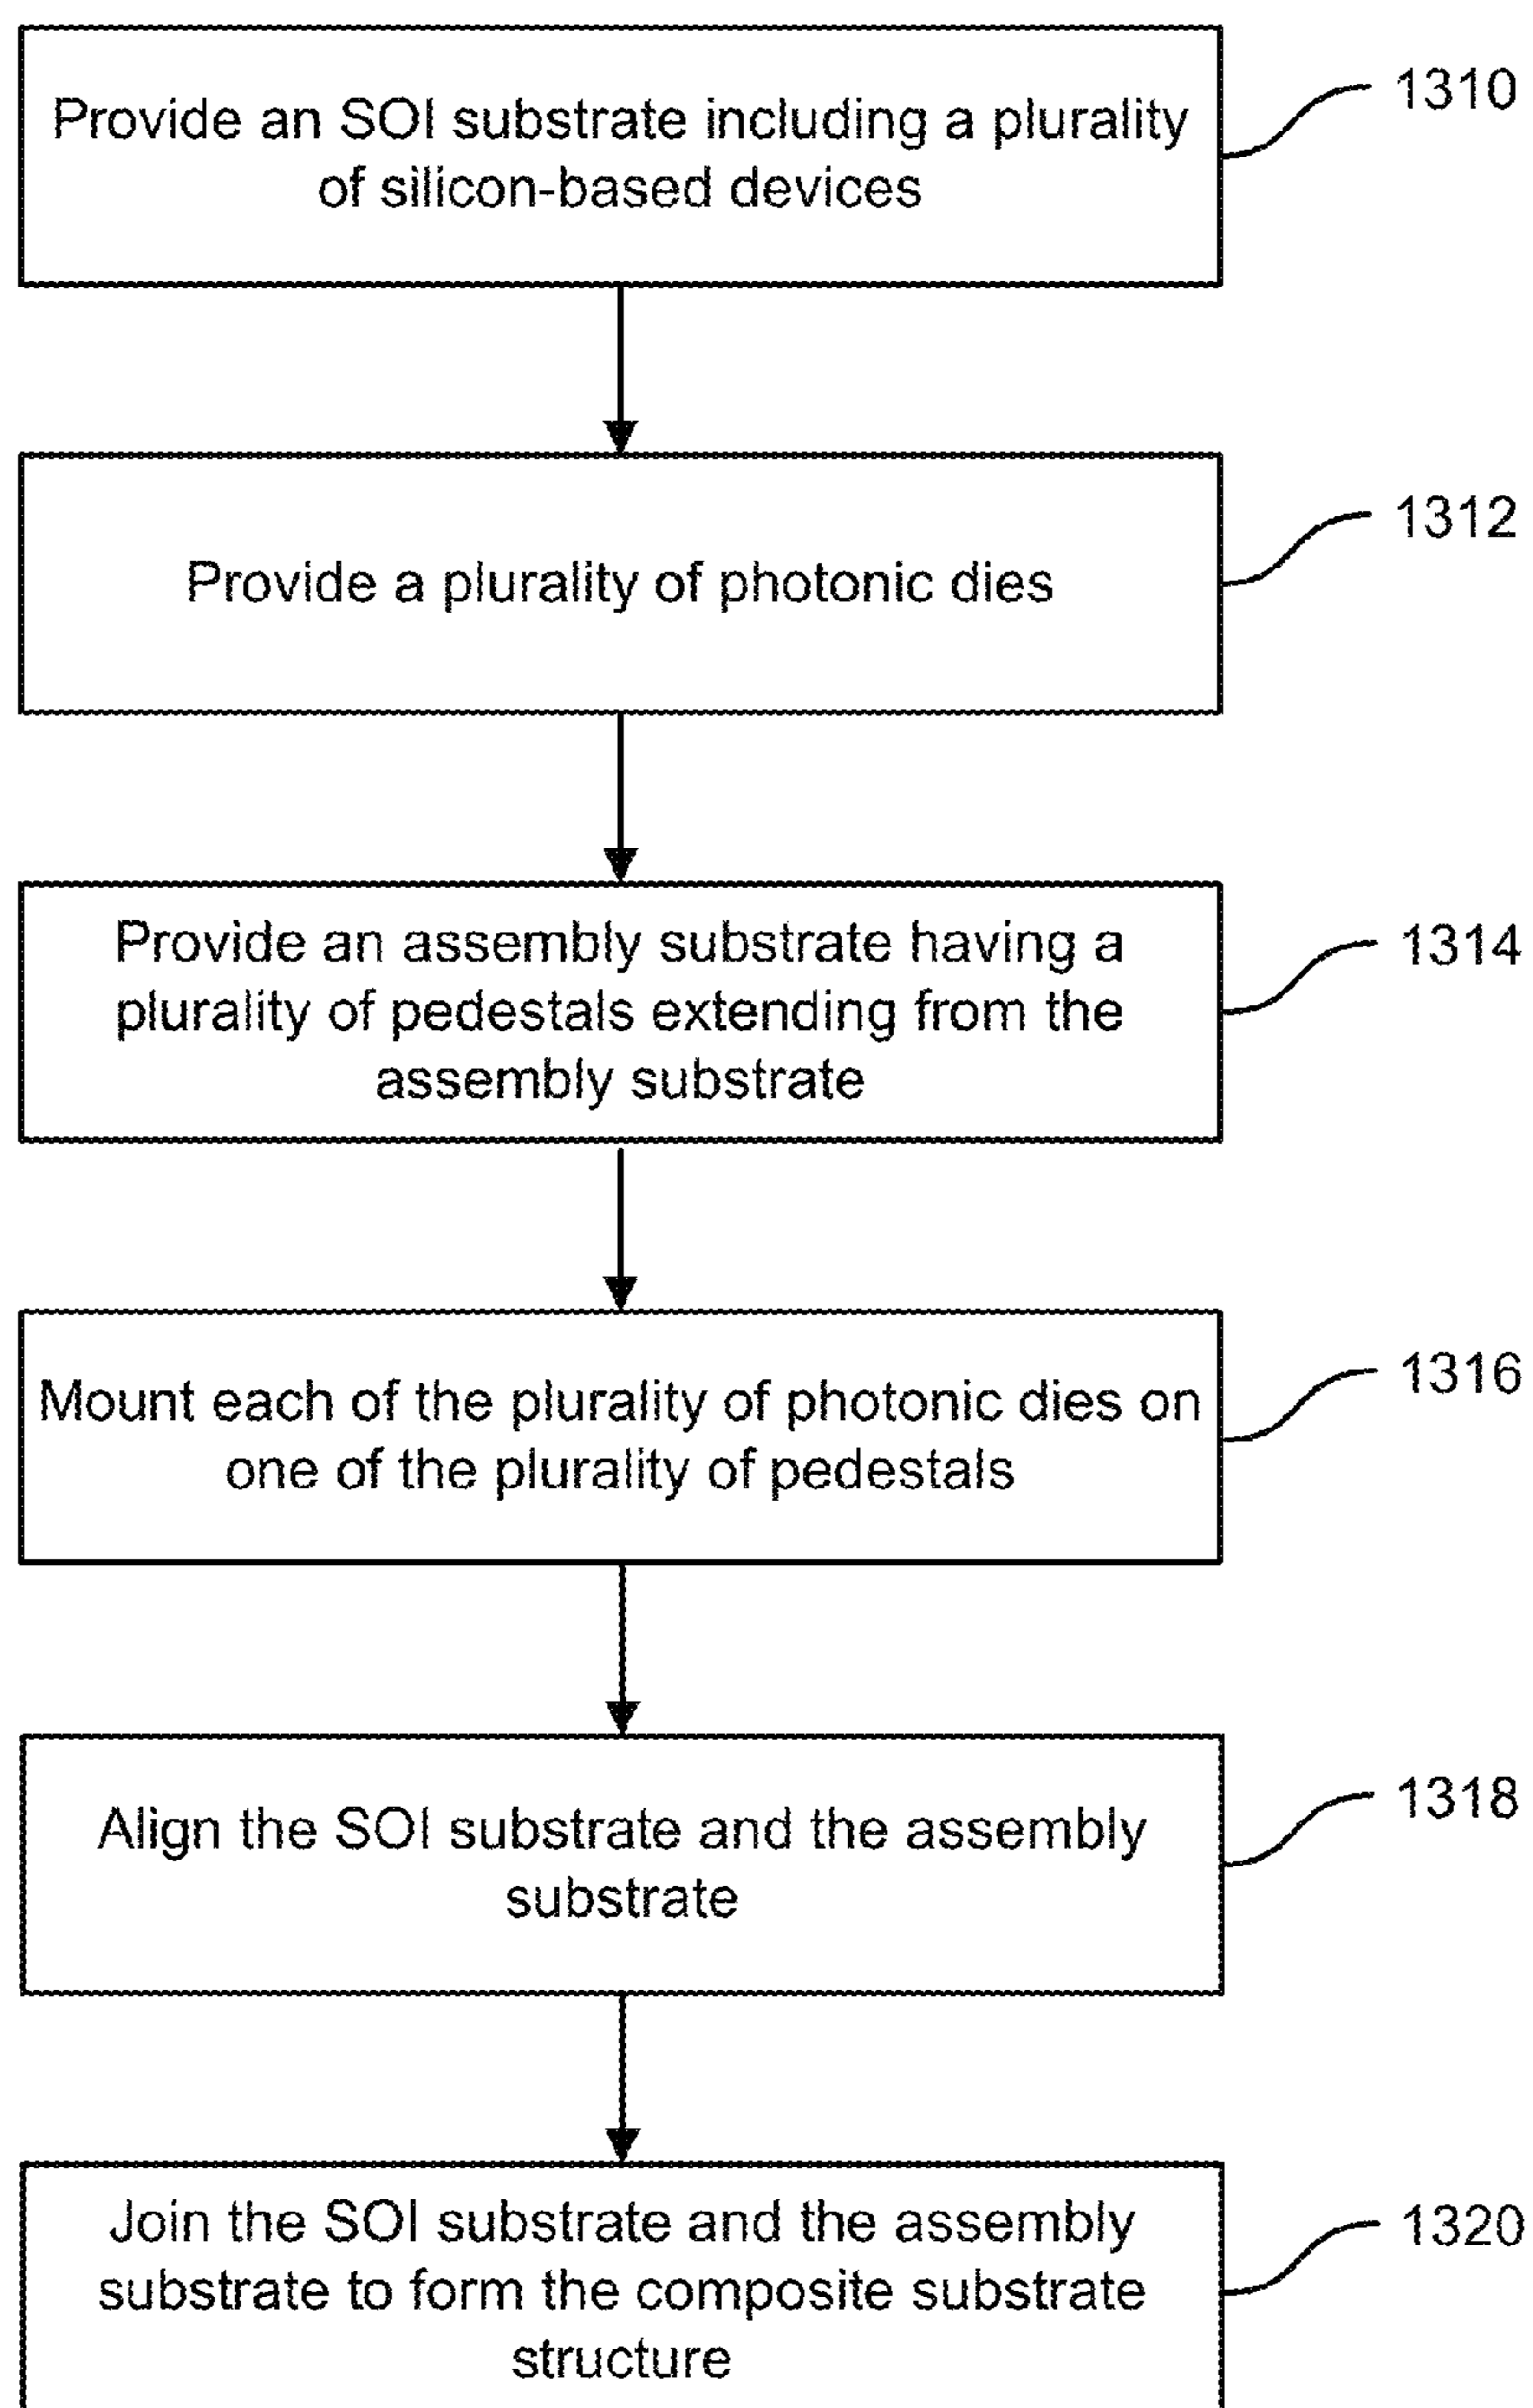 Provide an SOI substrate including a plurality
of silicon-based devices
1310
Provide a plurality of photonic dies
1312
Provide an assembly substrate having a
plurality of pedestals extending from the
assembly substrate
1314
Mount each of the plurality of photonic dies on
one of the plurality of pedestals
1316
Align the SOI substrate and the assembly
substrate
1318
Join the SOI substrate and the assembly
substrate to form the composite substrate
structure
1320